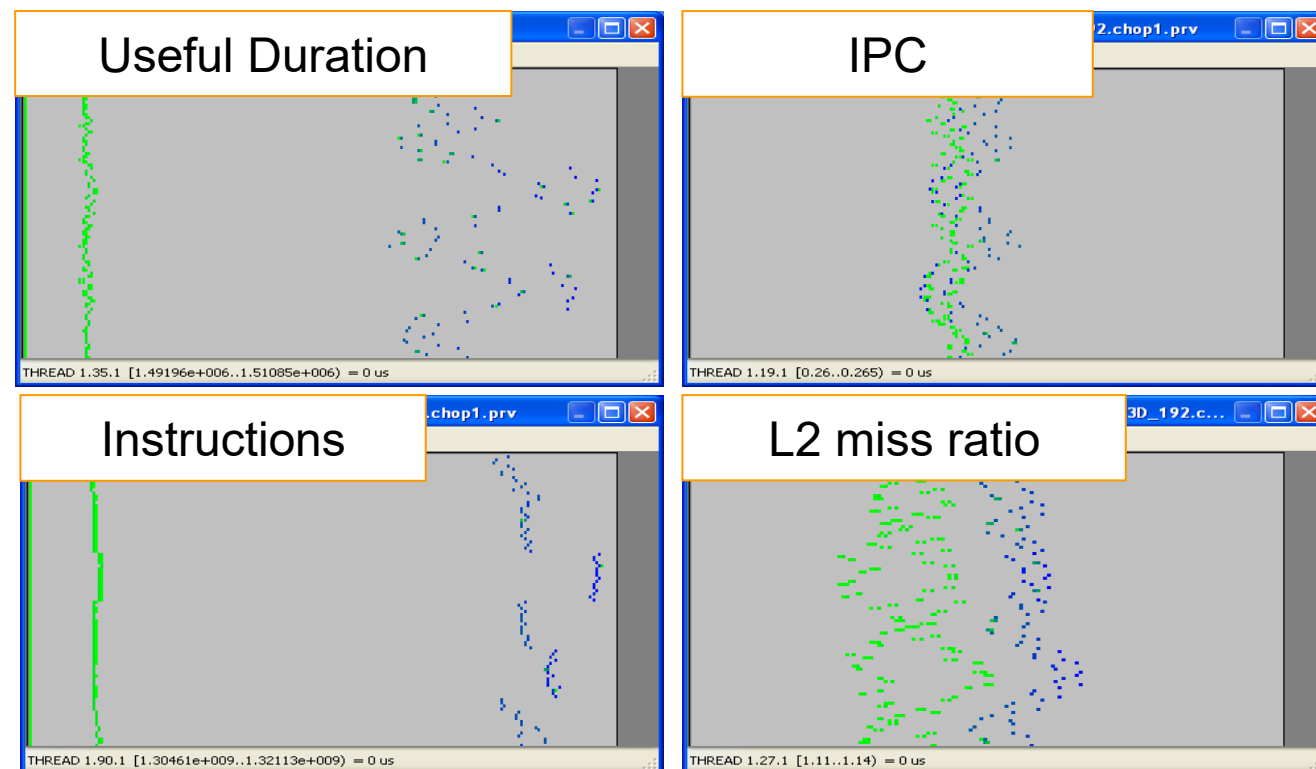 Useful Duration
IPC
2.chop1.prv
THREAD 1.35.1 [1.49196e+006..1.51085e+006) = 0 us
THREAD 1.19.1 [0.26..0.265) = 0 us
Instructions
.chop1.prv
L2 miss ratio
3D_192.c...
THREAD 1.90.1 [1.30461e+009..1.32113e+009) = 0 us
THREAD 1.27.1 [1.11..1.14) = 0 us